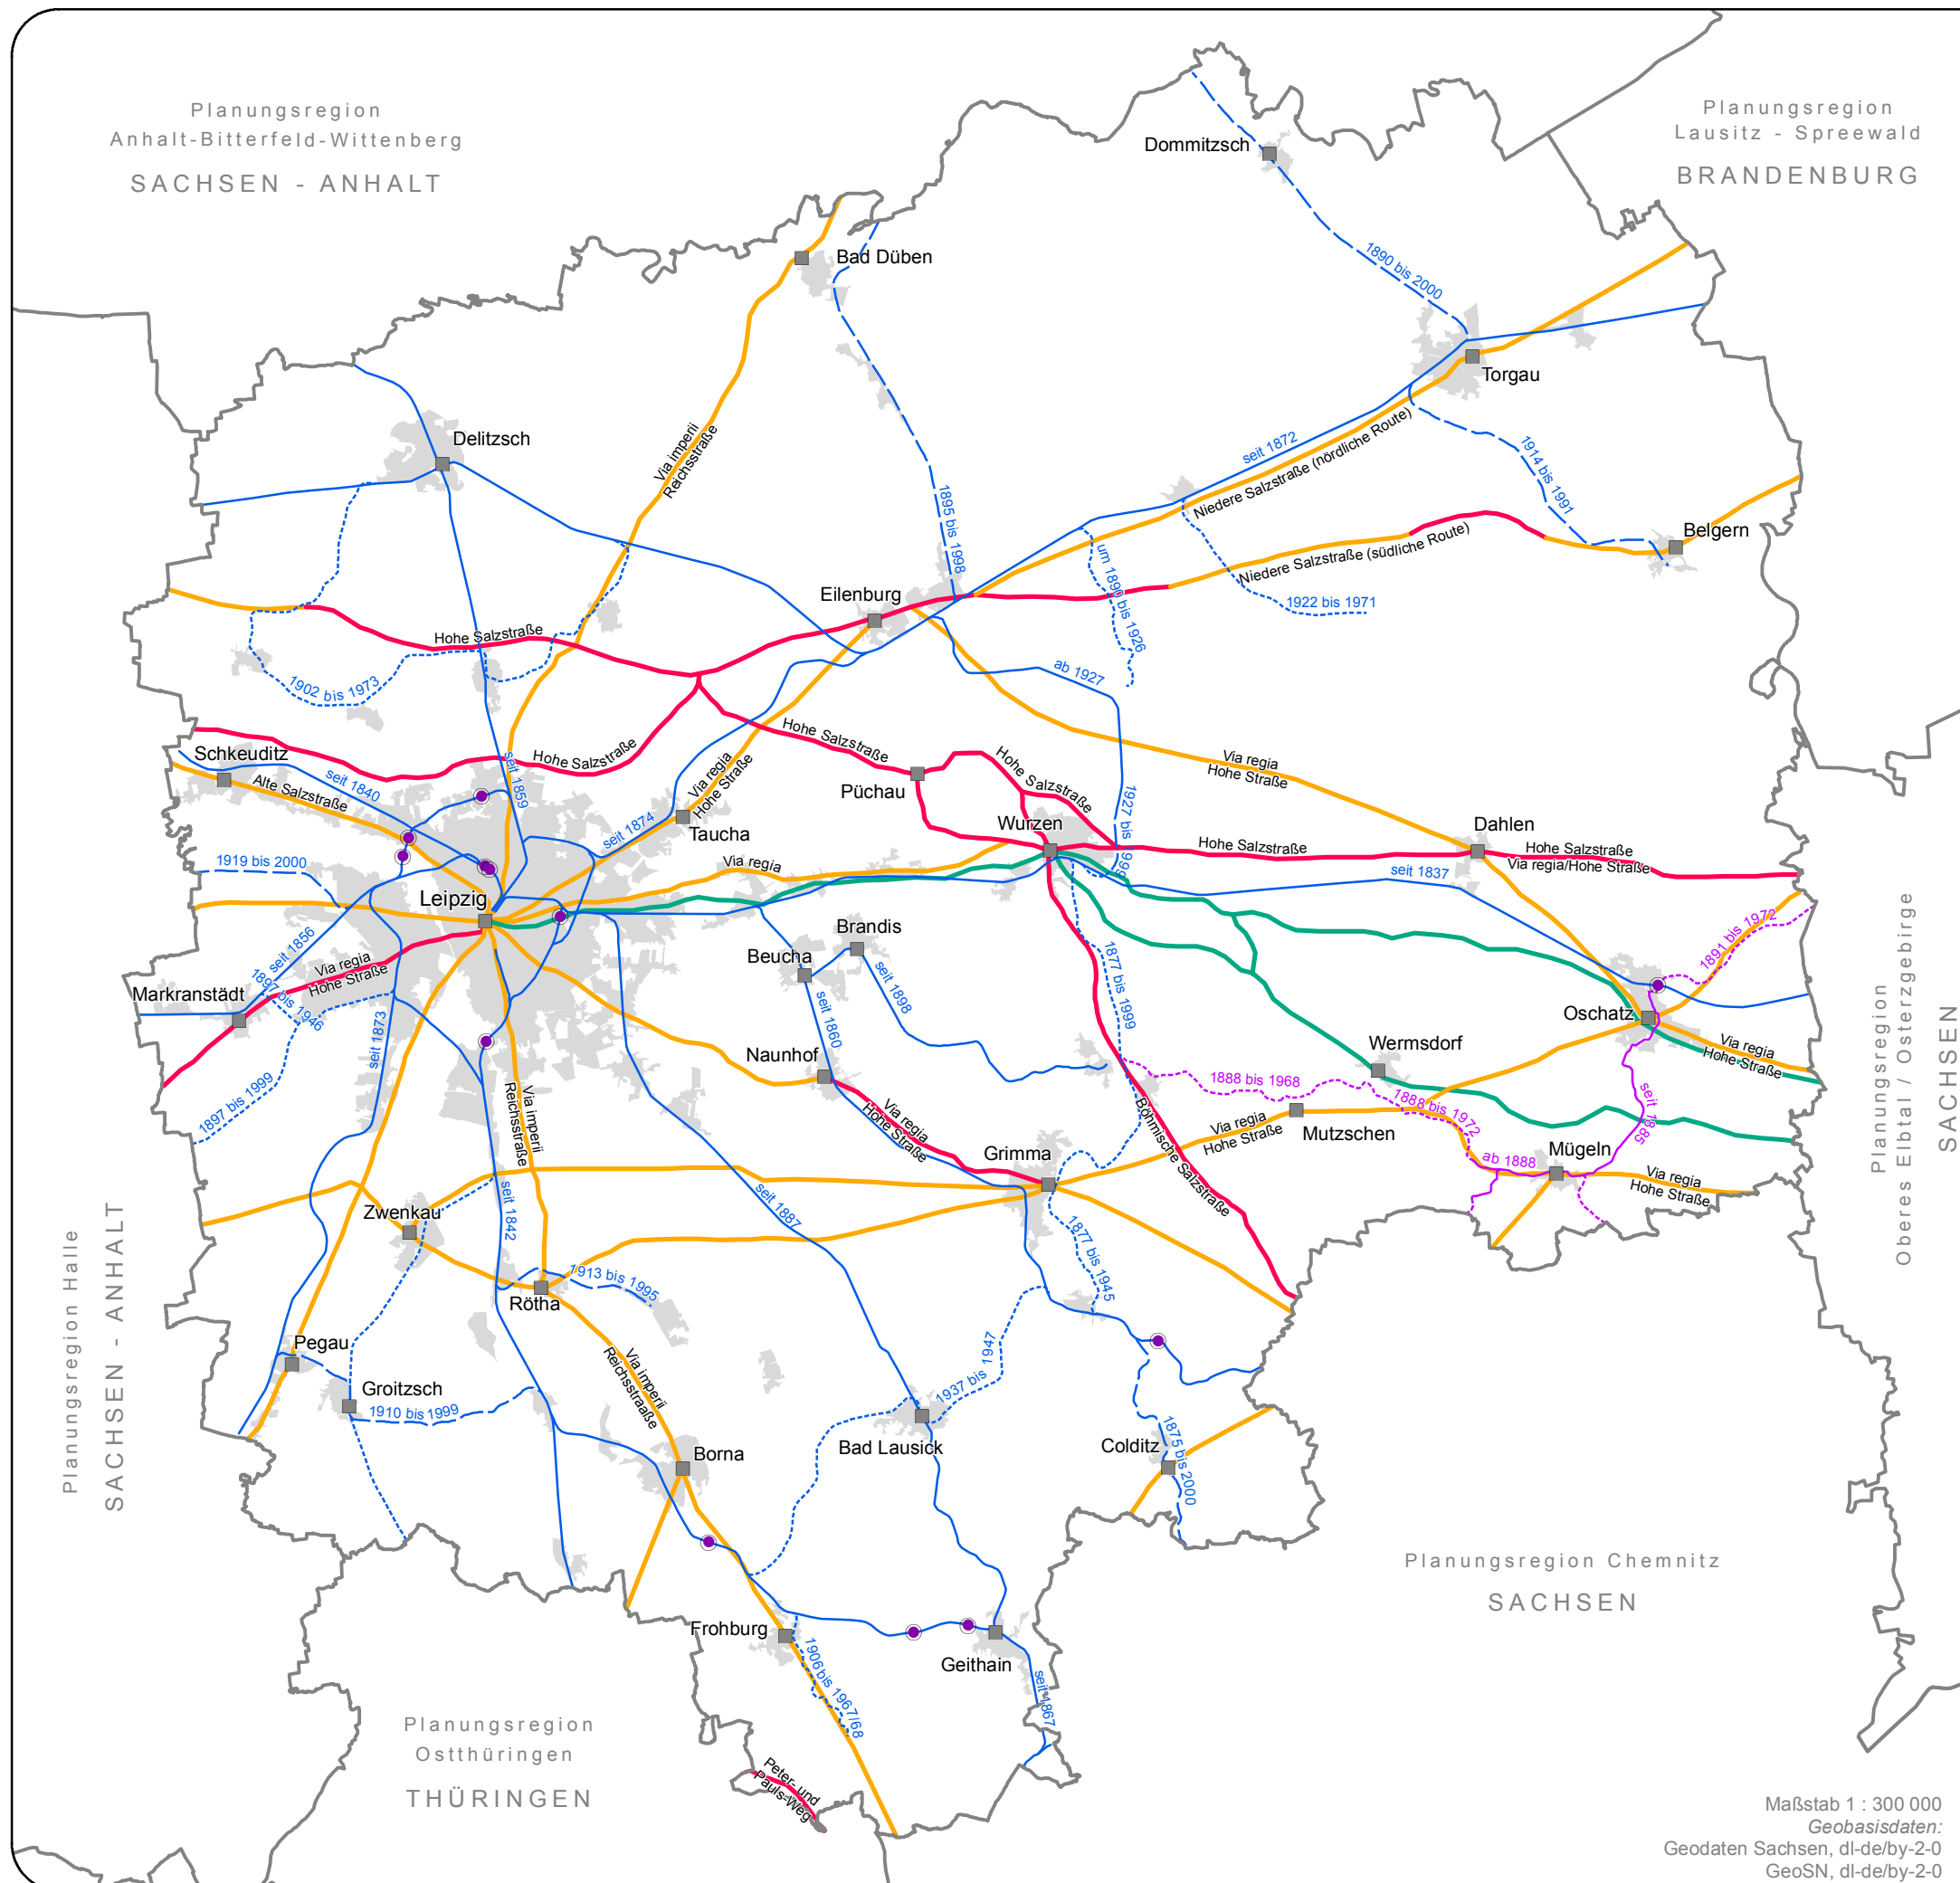 Planungsregion
Anhalt-Bitterfeld-Wittenberg
SACHSEN - ANHALT
Planungsregion
Lausitz - Spreewald
BRANDENBURG
Dommitzsch
1890 bis 2000
Bad Düben
Torgau
Via imperii
Reichsstraße
Delitzsch
seit 1872
Niedere Salzstraße (nördliche Route)
1914 bis 1991
1895 bis 1998
Belgern
Niedere Salzstraße (südliche Route)
um 1890 bis 1926
1922 bis 1971
Eilenburg
Hohe Salzstraße
1902 bis 1973
ab 1927
Hohe Salzstraße
Hohe Salzstraße
Hohe Salzstraße
Via regia
Hohe Straße
Schkeuditz
seit 1840
Alte Salzstraße
seit 1859
Via regia
Hohe Straße
Püchau
1927 bis 1999
Taucha
seit 1874
Wurzen
Dahlen
Hohe Salzstraße
Hohe Salzstraße
Via regia/Hohe Straße
1919 bis 2000
Via regia
seit 1837
Leipzig
Brandis
Beucha
seit 1856
Via regia
Hohe Straße
1897 bis 1946
Markranstädt
seit 1898
1877 bis 1999
1891 bis 1972
Oschatz
seit 1873
seit 1860
Naunhof
Wermsdorf
Via regia
Hohe Straße
1897 bis 1999
Via imperii
Reichsstraße
Via regia
Hohe Straße
1888 bis 1968
1888 bis 1972
seit 1885
Böhmische Salzstraße
Via regia
Hohe Straße
Mutzschen
Grimma
ab 1888
Mügeln
Via regia
Hohe Straße
Planungsregion
Oberes Elbtal / Osterzgebirge
SACHSEN
Zwenkau
seit 1842
seit 1887
1877 bis 1945
Planungsregion Halle
SACHSEN - ANHALT
1913 bis 1995
Rötha
Pegau
Via imperii
Reichsstraaße
1937 bis 1947
Groitzsch
1910 bis 1999
Bad Lausick
Borna
Colditz
1875 bis 2000
Planungsregion Chemnitz
SACHSEN
Frohburg
1906 bis 1967/68
Geithain
seit 1867
Planungsregion
Ostthüringen
THÜRINGEN
Peter- und
Pauls-Weg
Maßstab 1 : 300 000
Geobasisdaten:
Geodaten Sachsen, dl-de/by-2-0
GeoSN, dl-de/by-2-0